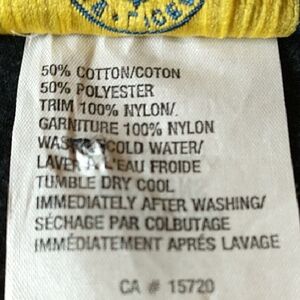 50% COTTON/COTON
50% POLYESTER
TRIM 100% NYLON/.
GARNITURE 100% NYLON
COLD WATER/
LAVER A L'EAU FROIDE
TUMBLE DRY COOL
IMMEDIATELY AFTER WASHING/
SÉCHAGE PAR COLBUTAGE
IMMÉDIATEMENT APRÉS LAVAGE
CA # 15720